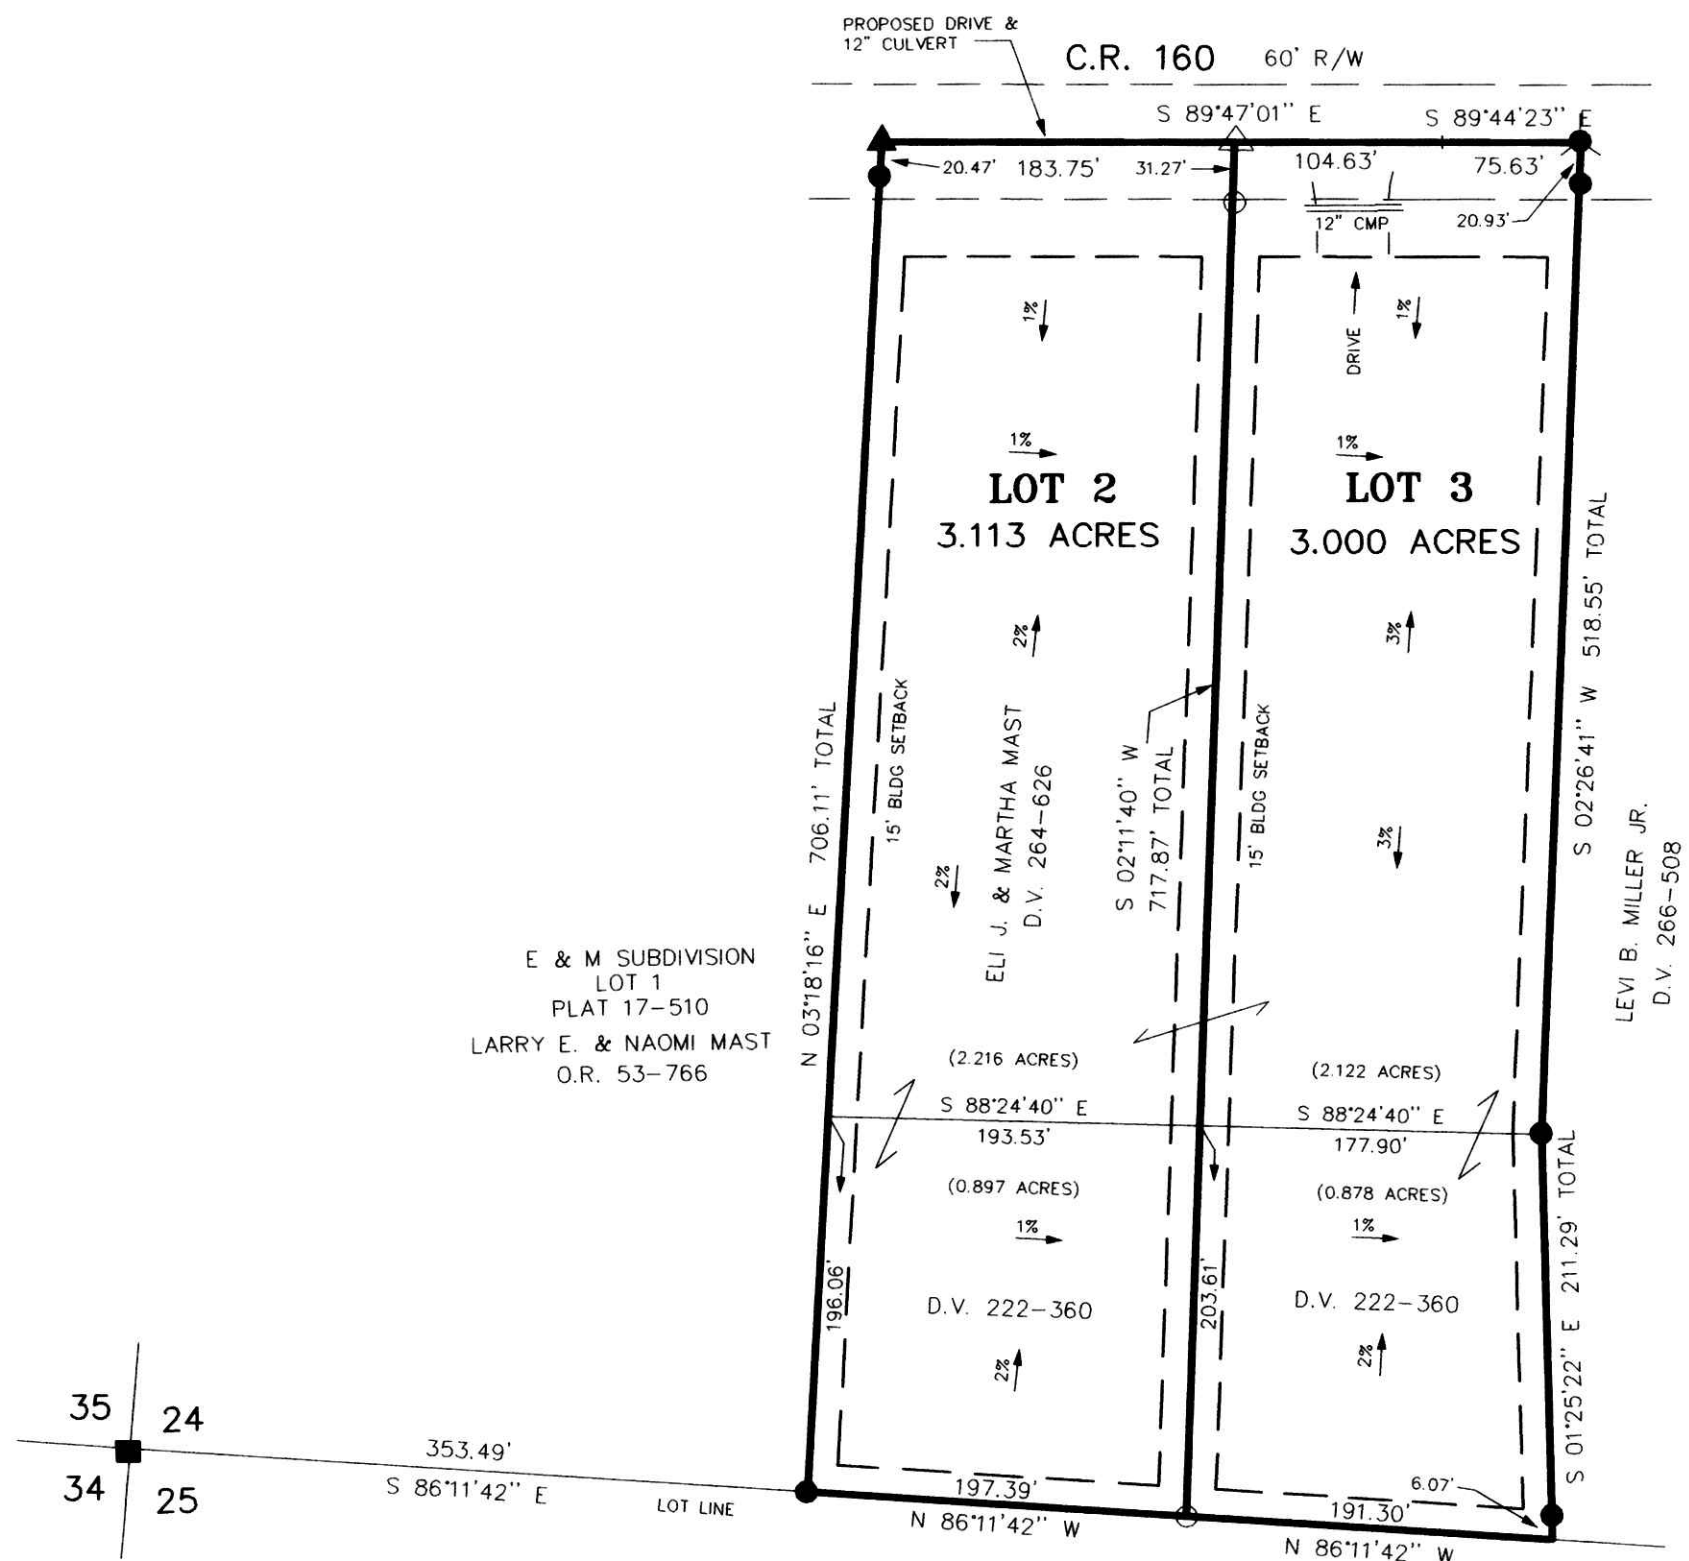 PROPOSED DRIVE &
12" CULVERT
C.R. 160 60' R/W
S 89°47'01" E
S 89°44'23" E
20.47'
183.75'
31.27'
104.63'
75.63'
12" CMP
20.93'
1%
DRIVE
1%
1%
1%
LOT 2
3.113 ACRES
LOT 3
3.000 ACRES
2%
3%
N 03°18'16" E 706.11' TOTAL
15' BLDG SETBACK
2%
ELI J. & MARTHA MAST
D.V. 264-626
S 02°11'40" W
717.87' TOTAL
15' BLDG SETBACK
3%
S 02°26'41" W 518.55' TOTAL
LEVI B. MILLER JR.
D.V. 266-508
E & M SUBDIVISION
LOT 1
PLAT 17-510
LARRY E. & NAOMI MAST
O.R. 53-766
(2.216 ACRES)
(2.122 ACRES)
S 88°24'40" E
193.53'
S 88°24'40" E
177.90'
(0.897 ACRES)
(0.878 ACRES)
1%
1%
196.06'
D.V. 222-360
203.61'
D.V. 222-360
2%
2%
S 01°25'22" E 211.29' TOTAL
35
24
34
25
353.49'
S 86°11'42" E
LOT LINE
197.39'
N 86°11'42" W
6.07'
191.30'
N 86°11'42" W